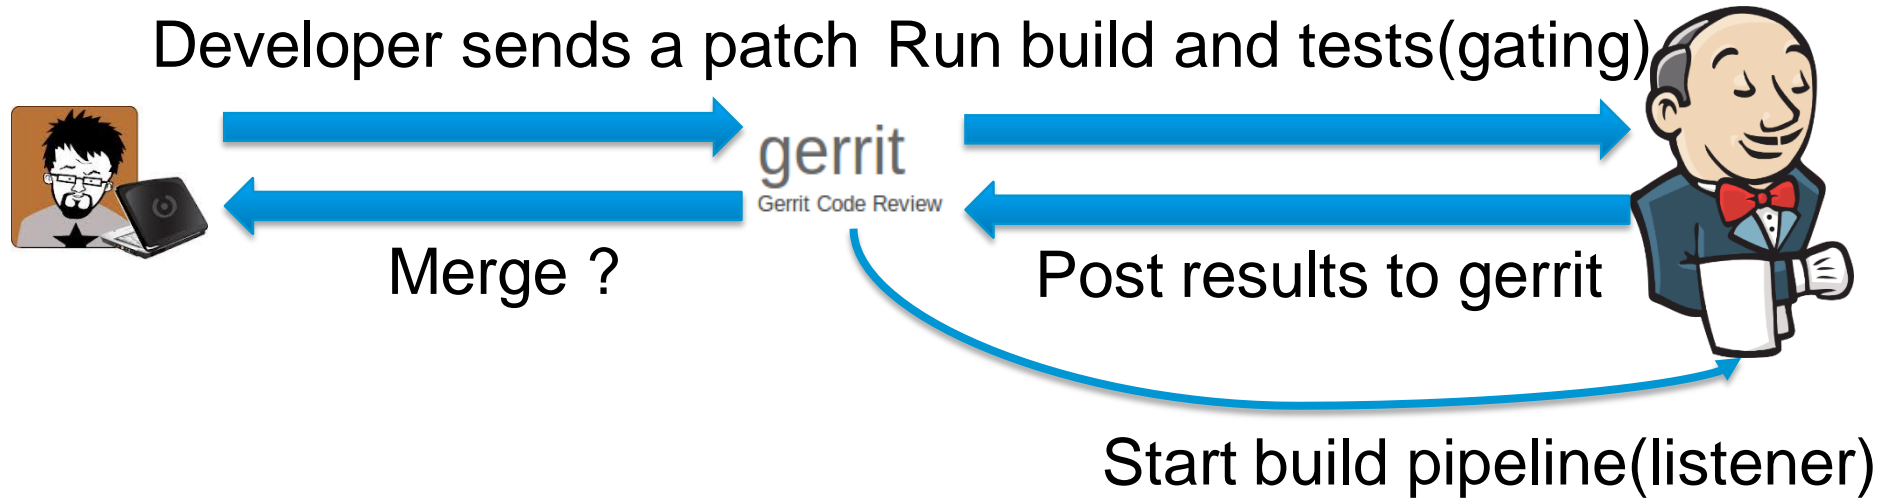 Developer sends a patch
Run build and tests(gating)
gerrit
Gerrit Code Review
Merge ?
Post results to gerrit
Start build pipeline(listener)